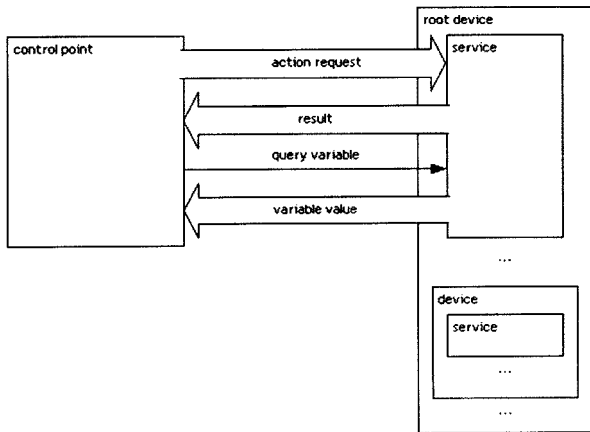 root device
control point
service
action request
result
query variable
variable value
...
device
service
...
...